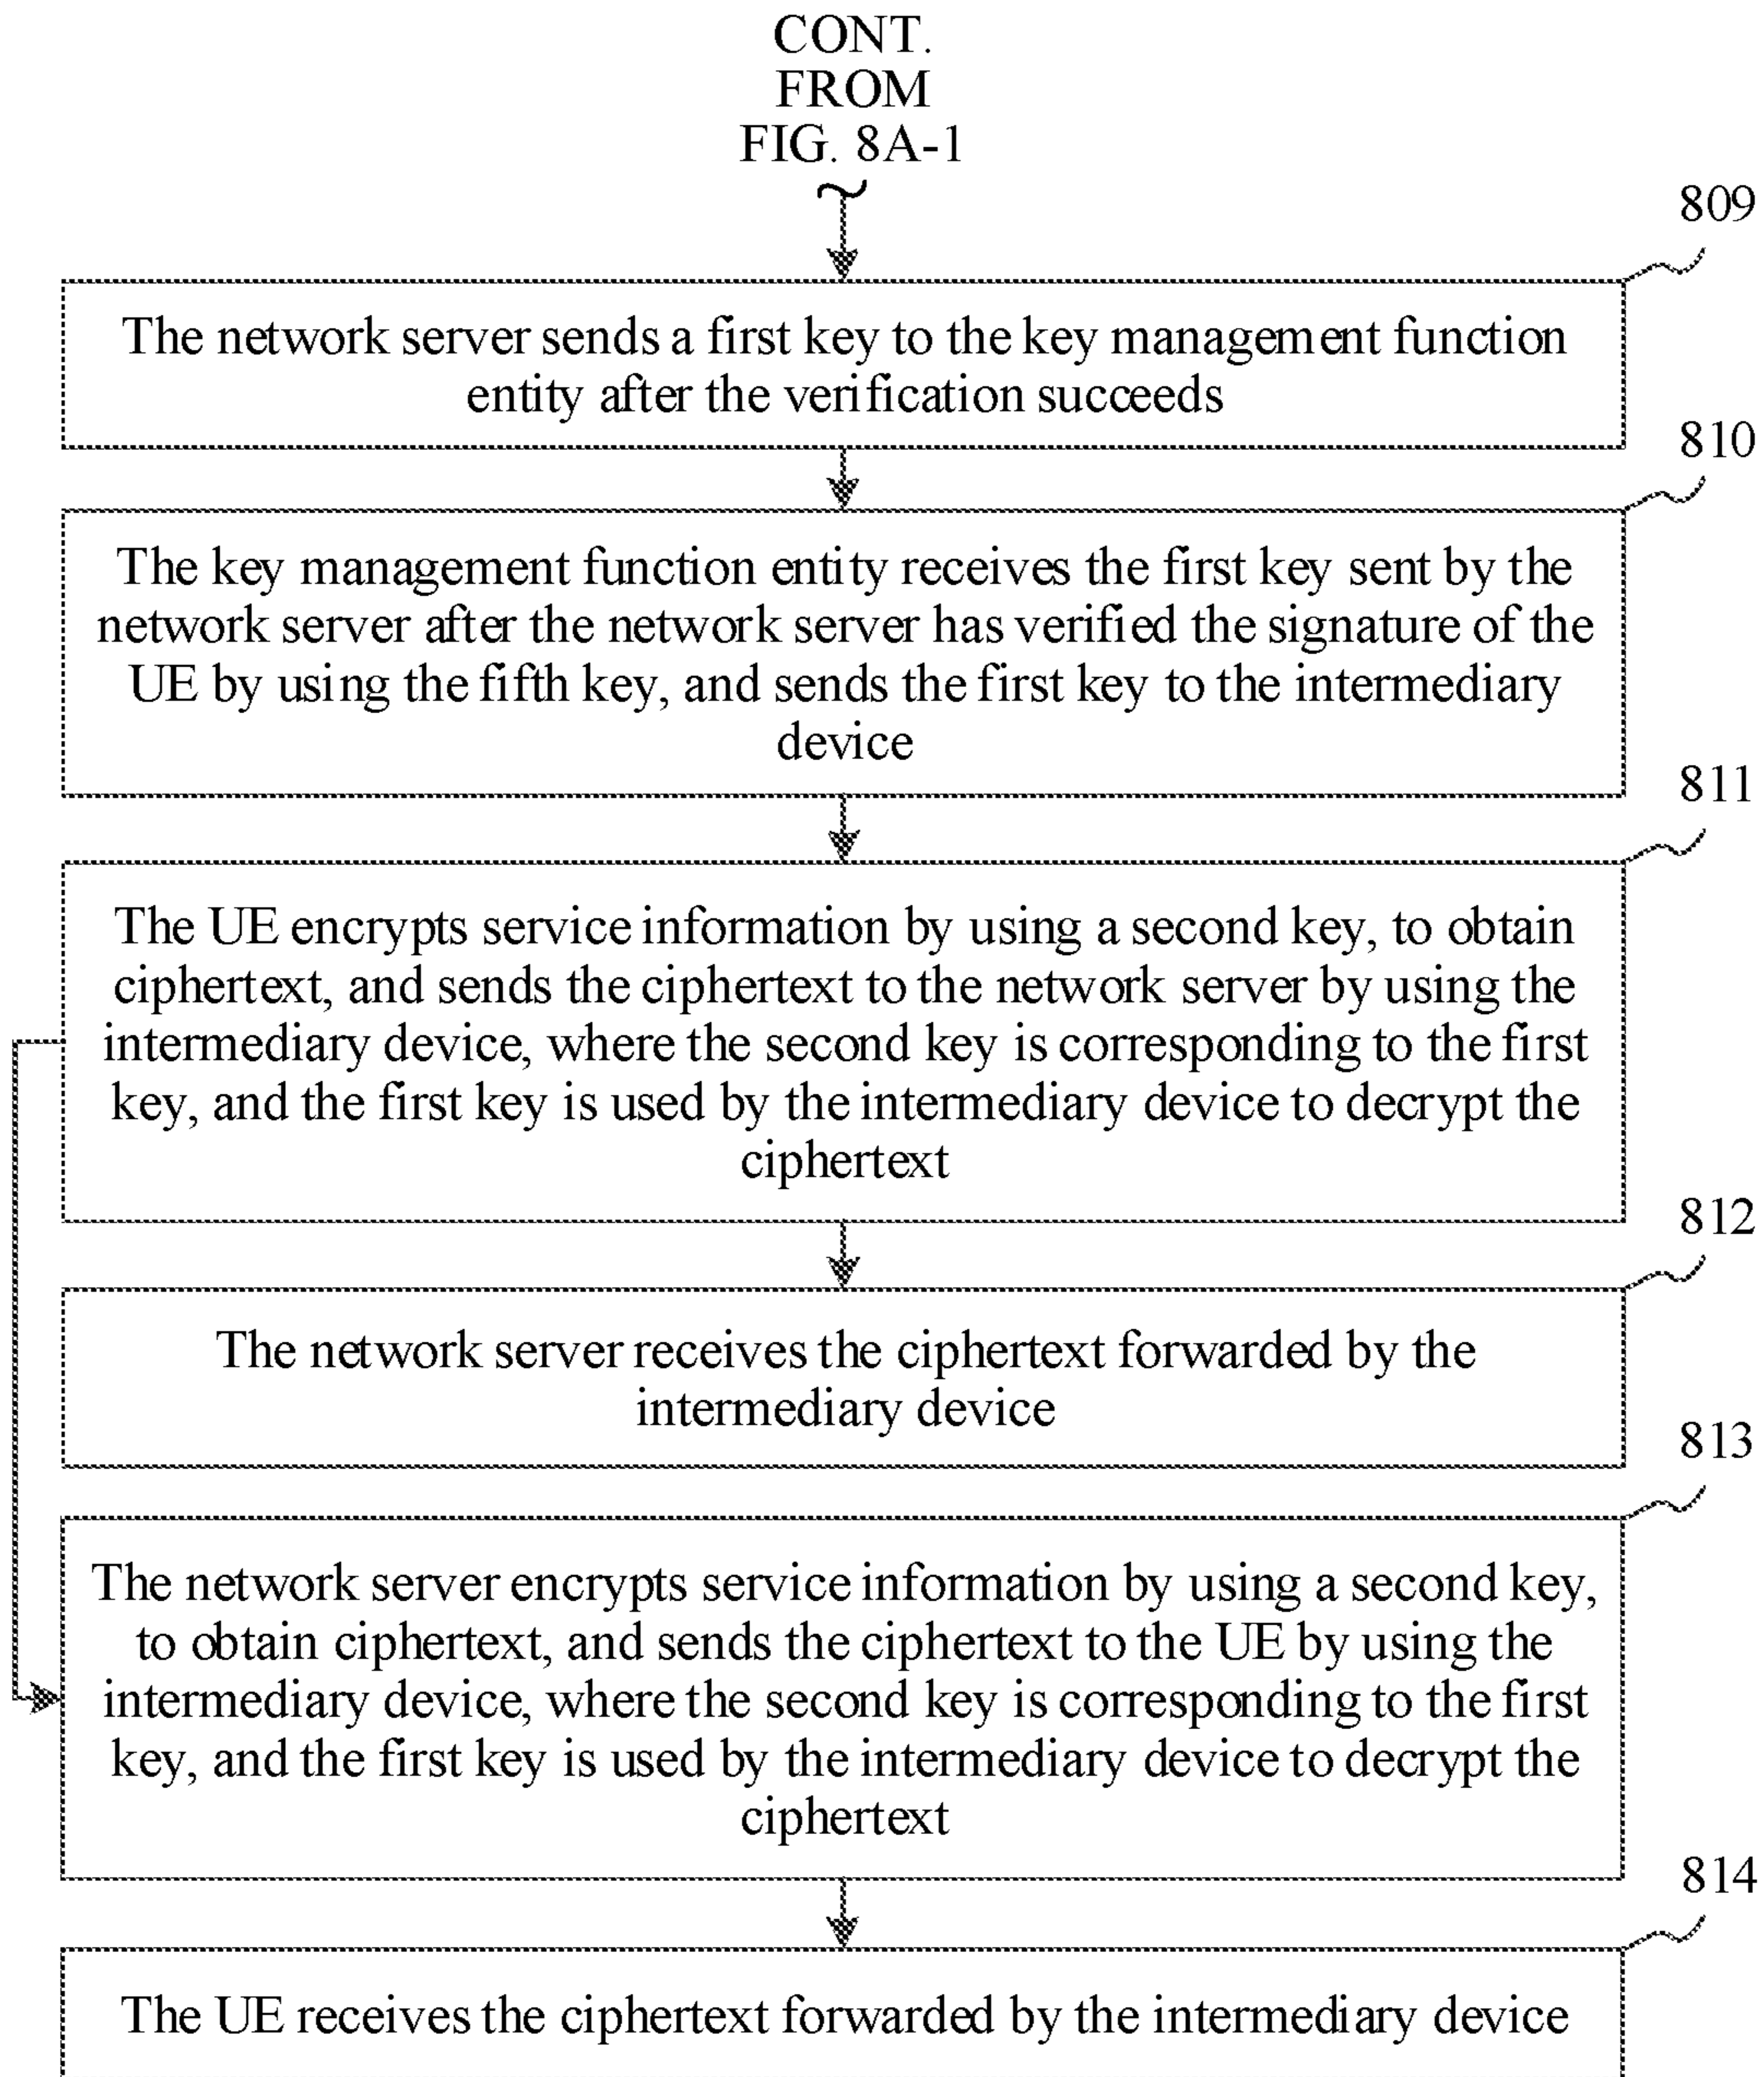 CONT.
FROM
FIG. 8A-1
809
The network server sends a first key to the key management function
entity after the verification succeeds
810
The key management function entity receives the first key sent by the
network server after the network server has verified the signature of the
UE by using the fifth key, and sends the first key to the intermediary
device
811
The UE encrypts service information by using a second key, to obtain
ciphertext, and sends the ciphertext to the network server by using the
intermediary device, where the second key is corresponding to the first
key, and the first key is used by the intermediary device to decrypt the
ciphertext
812
The network server receives the ciphertext forwarded by the
intermediary device
813
The network server encrypts service information by using a second key,
to obtain ciphertext, and sends the ciphertext to the UE by using the
intermediary device, where the second key is corresponding to the first
key, and the first key is used by the intermediary device to decrypt the
ciphertext
814
The UE receives the ciphertext forwarded by the intermediary device